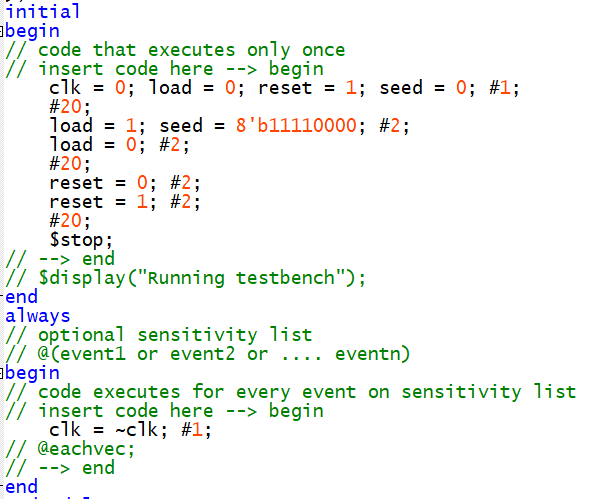 initial
begin
// code that executes only once
// insert code here --> begin
clk = 0; load = 0; reset = 1; seed = 0; #1;
#20;
load = 1; seed = 8'b11110000; #2;
load = 0; #2;
#20;
reset = 0; #2;
reset = 1; #2;
#20;
$stop;
// --> end
// $display("Running testbench");
end
always
// optional sensitivity list
// @(event1 or event2 or .... eventn)
begin
// code executes for every event on sensitivity list
// insert code here --> begin
clk = ~clk; #1;
// @eachvec;
// --> end
end